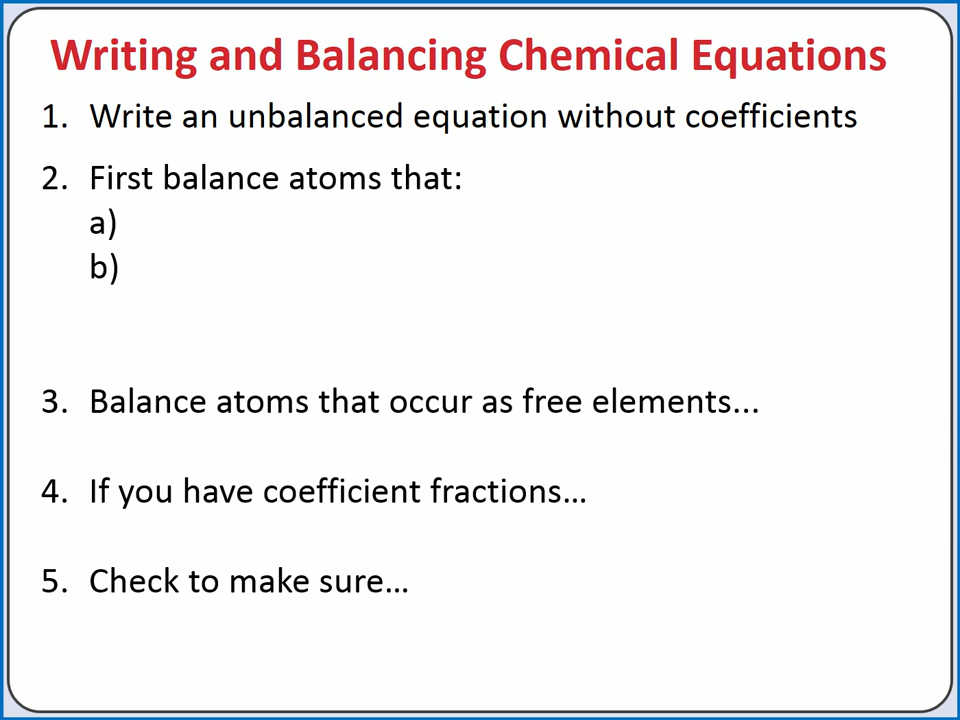 Writing and Balancing Chemical Equations
1. Write an unbalanced equation without coefficients
2. First balance atoms that:
a)
b)
3. Balance atoms that occur as free elements...
4. If you have coefficient fractions…
5. Check to make sure…